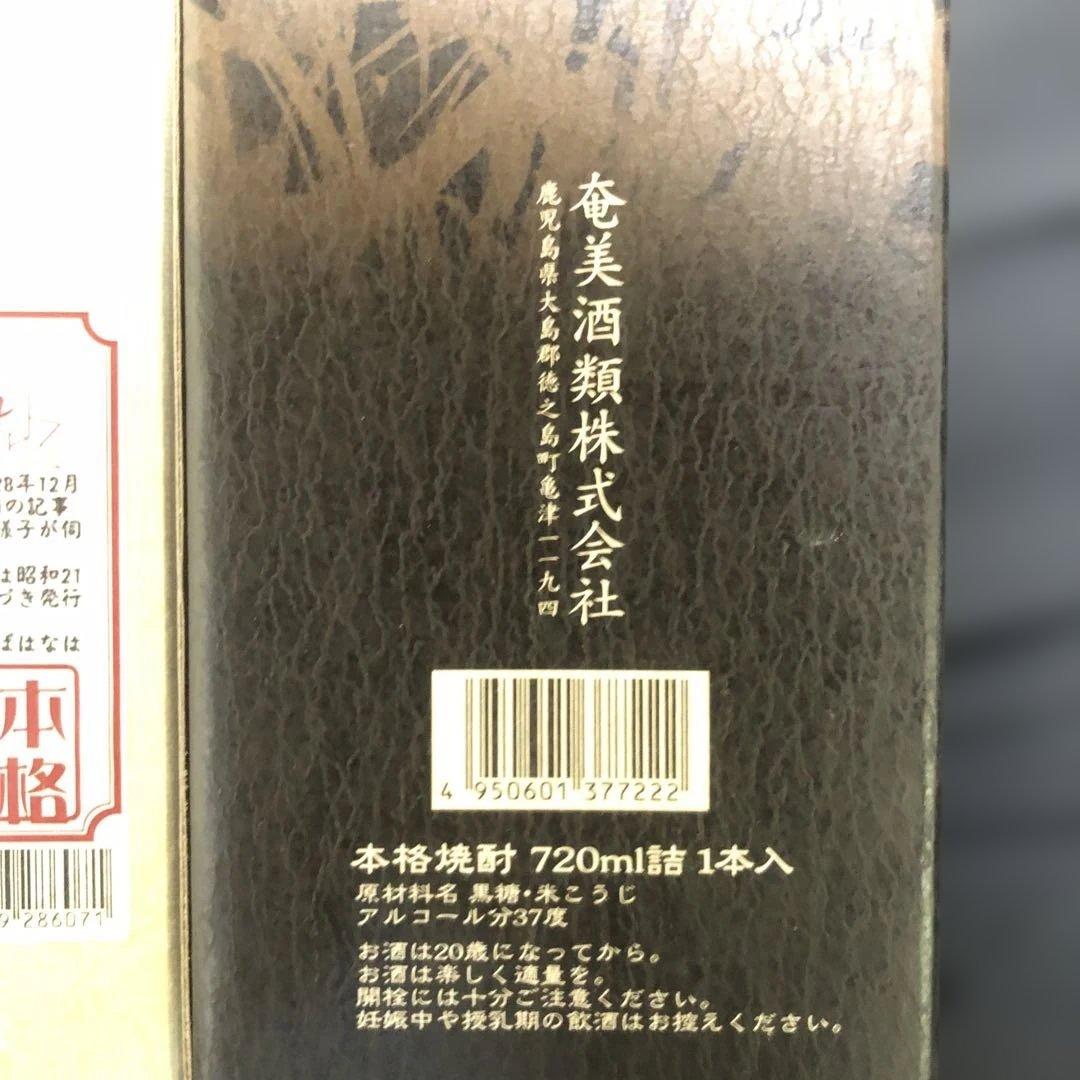 奄美酒類株式会社
鹿児島県大島郡徳之島町亀津一一九四
4 950601 377222
本格焼酎 720ml詰 1本入
原材料名 黒糖・米こうじ
アルコール分37度
お酒は20歳になってから。
お酒は楽しく適量を。
開栓には十分ご注意ください。
妊娠中や授乳期の飲酒はお控えください。
28年12月
の記事
様子が伺
は昭和21
づき発行
ばはなは
本格
9 286071